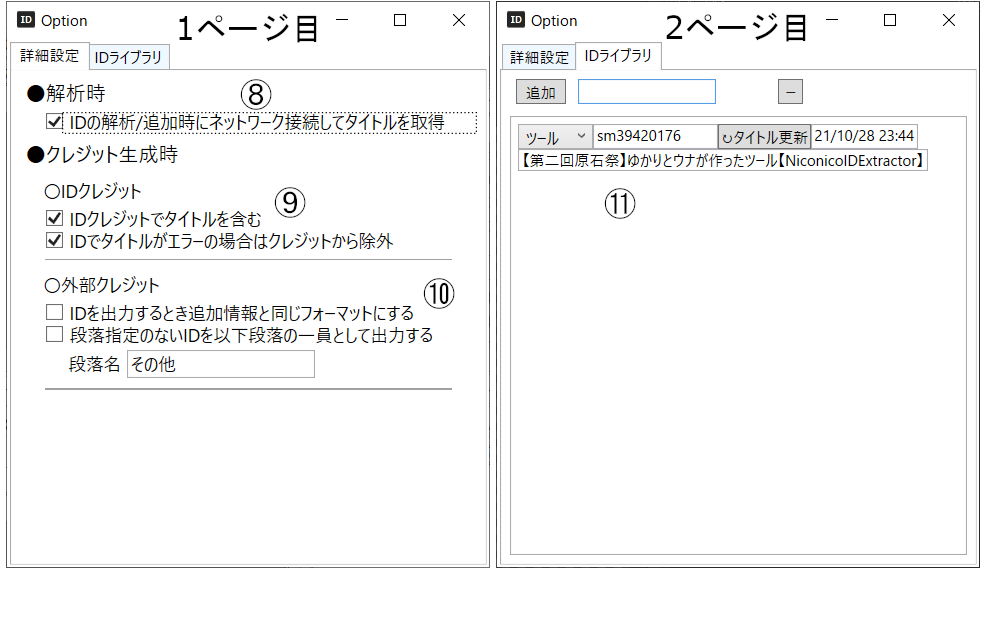 ID Option
1ページ目
詳細設定 IDライブラリ
●解析時
⑧
IDの解析/追加時にネットワーク接続してタイトルを取得
●クレジット生成時
○IDクレジット
⑨
IDクレジットでタイトルを含む
IDでタイトルがエラーの場合はクレジットから除外
○外部クレジット
⑩
IDを出力するとき追加情報と同じフォーマットにする
段落指定のないIDを以下段落の一員として出力する
段落名 その他
ID Option
2ページ目
詳細設定 IDライブラリ
追加 −
ツール sm39420176 ↻タイトル更新 21/10/28 23:44
【第二回原石祭】ゆかりとウナが作ったツール【NiconicoIDExtractor】
⑪